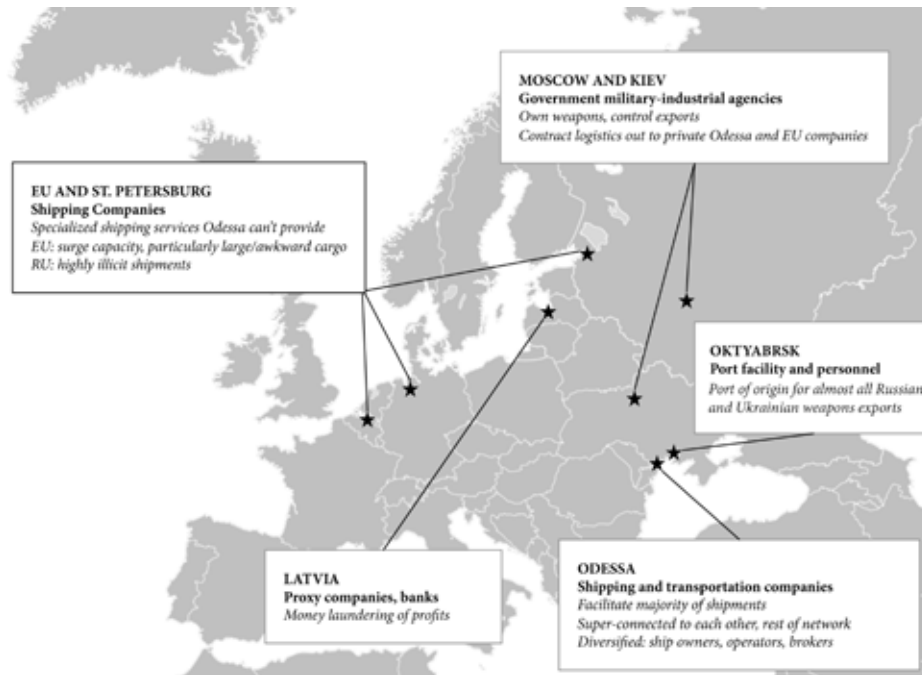 MOSCOW AND KIEV
Government military-industrial agencies
Own weapons, control exports
Contract logistics out to private Odessa and EU companies
EU AND ST. PETERSBURG
Shipping Companies
Specialized shipping services Odessa can't provide
EU: surge capacity, particularly large/awkward cargo
RU: highly illicit shipments
OKTYABRSK
Port facility and personnel
Port of origin for almost all Russian
and Ukrainian weapons exports
LATVIA
Proxy companies, banks
Money laundering of profits
ODESSA
Shipping and transportation companies
Facilitate majority of shipments
Super-connected to each other, rest of network
Diversified: ship owners, operators, brokers